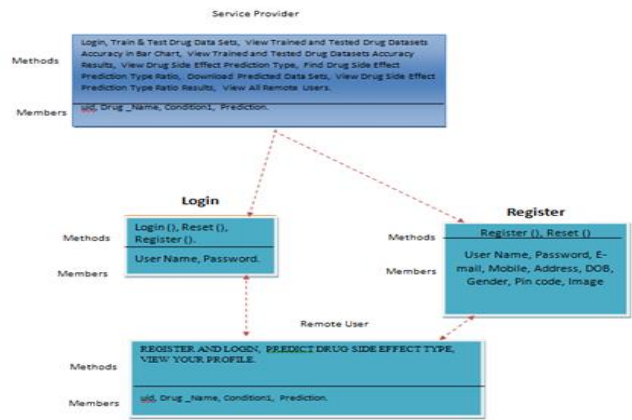 Service Provider
Methods
Login, Train & Test Drug Data Sets, View Trained and Tested Drug Datasets
Accuracy in Bar Chart, View Trained and Tested Drug Datasets Accuracy
Results, View Drug Side Effect Prediction Type, Find Drug Side Effect
Prediction Type Ratio, Download Predicted Data Sets, View Drug Side Effect
Prediction Type Ratio Results, View All Remote Users.
Members
uid, Drug _Name, Condition1, Prediction.
Login
Methods
Login (), Reset (),
Register ().
Members
User Name, Password.
Register
Methods
Register (), Reset ()
Members
User Name, Password, E-
mail, Mobile, Address, DOB,
Gender, Pin code, Image
Remote User
Methods
REGISTER AND LOGIN, PREDICT DRUG SIDE EFFECT TYPE,
VIEW YOUR PROFILE.
Members
uid, Drug _Name, Condition1, Prediction.